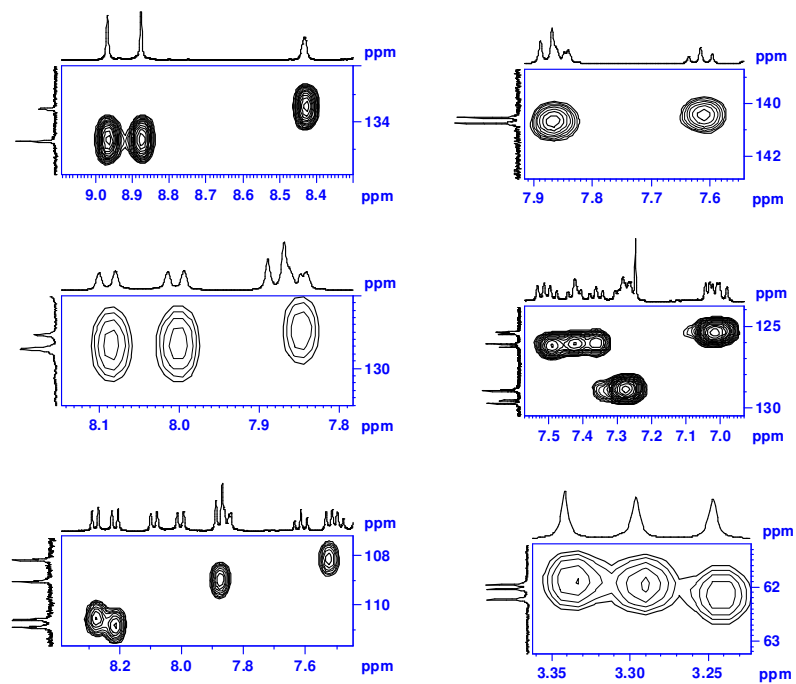 ppm
134
9.0 8.9 8.8 8.7 8.6 8.5 8.4 ppm
ppm
140
142
7.9 7.8 7.7 7.6 ppm
ppm
130
8.1 8.0 7.9 7.8 ppm
ppm
125
130
7.5 7.4 7.3 7.2 7.1 7.0 ppm
ppm
108
110
8.2 8.0 7.8 7.6 ppm
ppm
62
63
3.35 3.30 3.25 ppm